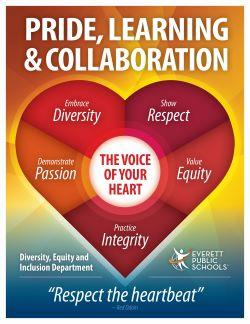 PRIDE, LEARNING
& COLLABORATION
Embrace
Diversity
Show
Respect
Demonstrate
Passion
THE VOICE
OF YOUR
HEART
Value
Equity
Practice
Integrity
Diversity, Equity and
Inclusion Department
EVERETT
PUBLIC
SCHOOLS
"Respect the heartbeat"